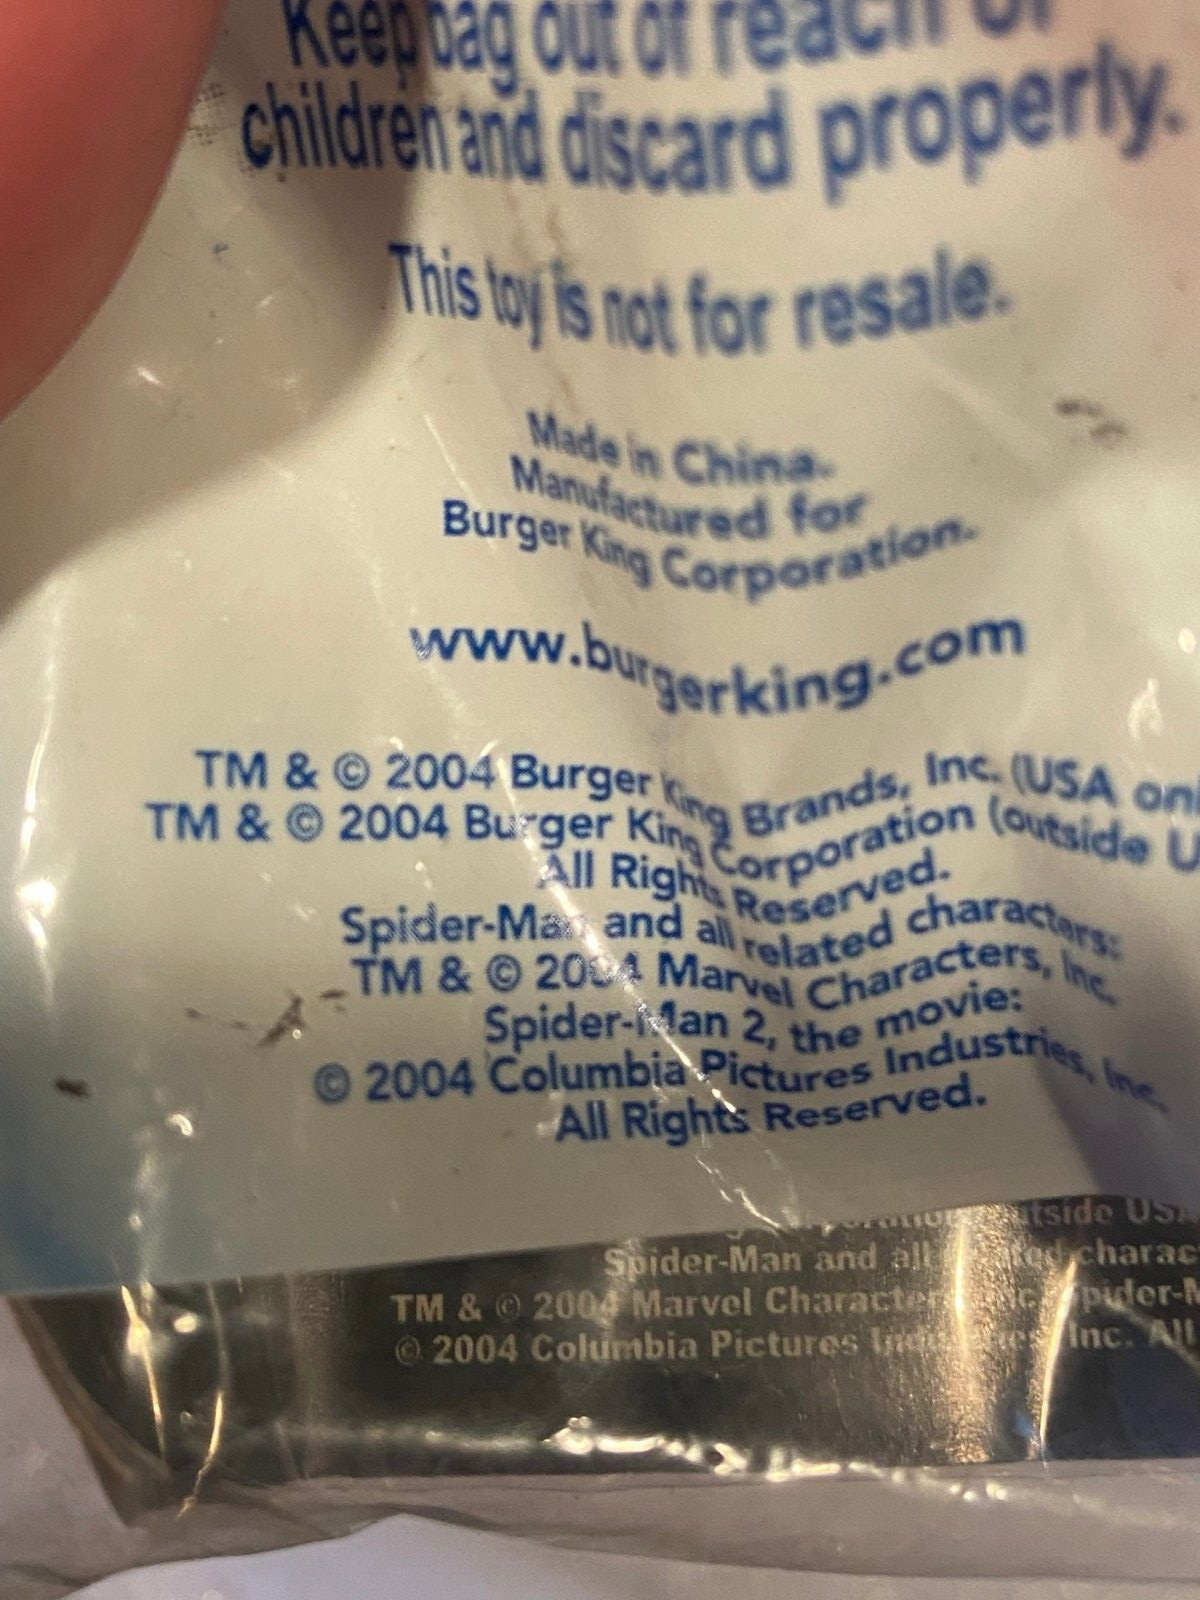 Keep bag out of reach of
children and discard properly.
This toy is not for resale.
Made in China.
Manufactured for
Burger King Corporation.
www.burgerking.com
TM & © 2004 Burger King Brands, Inc. (USA onl
TM & © 2004 Burger King Corporation (outside U
All Rights Reserved.
Spider-Man and all related characters:
TM & © 2004 Marvel Characters, Inc.
Spider-Man 2, the movie:
© 2004 Columbia Pictures Industries, Inc.
All Rights Reserved.
outside USA
Spider-Man and all charac
TM & © 2004 Marvel Character
© 2004 Columbia Pictures Inc. All